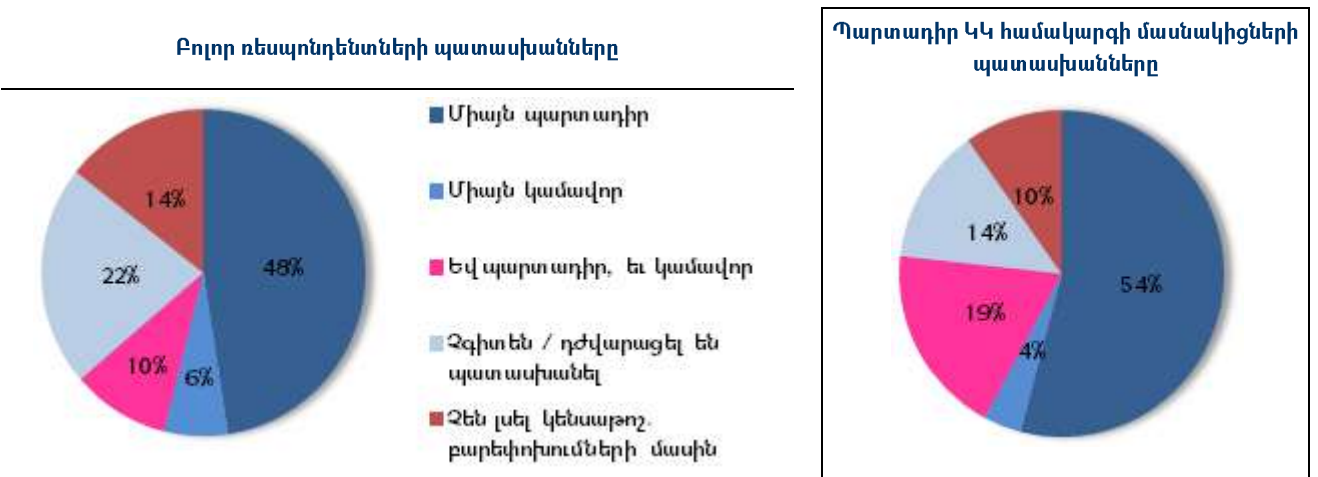 Բոլոր ռեսպոնդենտների պատասխանները
48%
6%
10%
22%
14%
Միայն պարտադիր
Միայն կամավոր
Եվ պարտադիր, եւ կամավոր
Չգիտեն / դժվարացել են
պատասխանել
Չեն լսել կենսաթոշ.
բարեփոխումների մասին
Պարտադիր ԿԿ համակարգի մասնակիցների
պատասխանները
54%
4%
19%
14%
10%